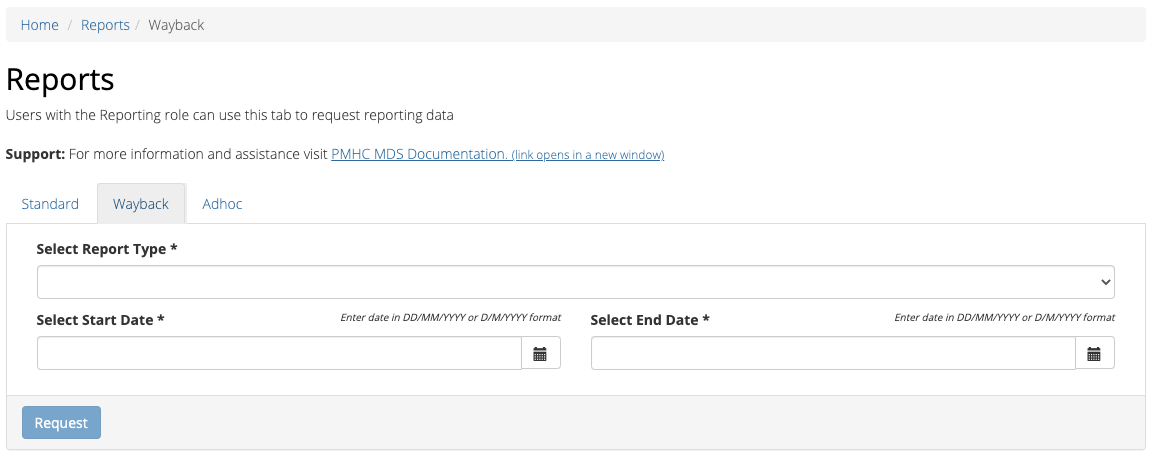 Home / Reports / Wayback
Reports
Users with the Reporting role can use this tab to request reporting data
Support: For more information and assistance visit PMHC MDS Documentation. (link opens in a new window)
Standard Wayback Adhoc
Select Report Type *
Select Start Date * Enter date in DD/MM/YYYY or D/M/YYYY format Select End Date * Enter date in DD/MM/YYYY or D/M/YYYY format
Request